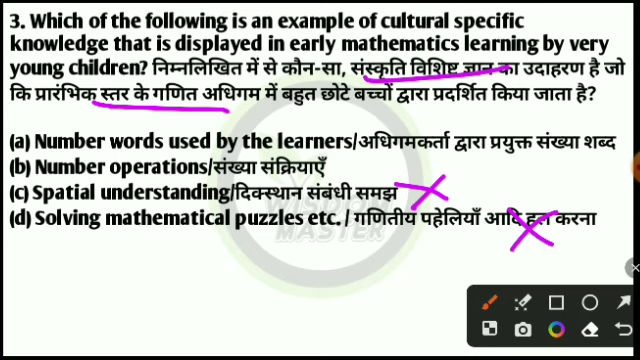 3. Which of the following is an example of cultural specific
knowledge that is displayed in early mathematics learning by very
young children? निम्नलिखित में से कौन-सा, संस्कृति विशिष्ट ज्ञान का उदाहरण है जो
कि प्रारंभिक स्तर के गणित अधिगम में बहुत छोटे बच्चों द्वारा प्रदर्शित किया जाता है?
(a) Number words used by the learners/अधिगमकर्ता द्वारा प्रयुक्त संख्या शब्द
(b) Number operations/संख्या संक्रियाएँ
(c) Spatial understanding/दिक्स्थान संबंधी समझ
(d) Solving mathematical puzzles etc. / गणितीय पहेलियाँ आदि हल करना
WISDOM
MASTER